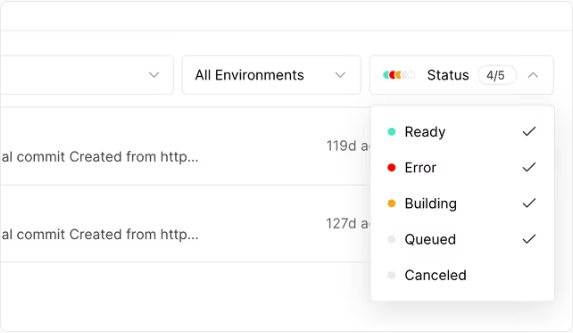 All Environments
Status 4/5
Ready
Error
Building
Queued
Canceled
119d a
al commit Created from http...
127d a
al commit Created from http...